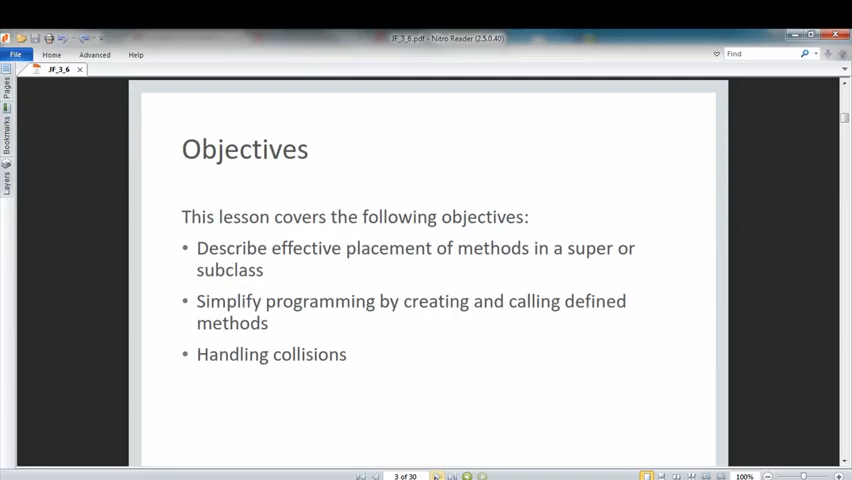 JF_3_6.pdf - Nitro Reader (2.5.0.40)
File Home Advanced Help
Find
JF_3_6
Pages
Bookmarks
Layers
Objectives
This lesson covers the following objectives:
• Describe effective placement of methods in a super or
subclass
• Simplify programming by creating and calling defined
methods
• Handling collisions
3 of 30
100%